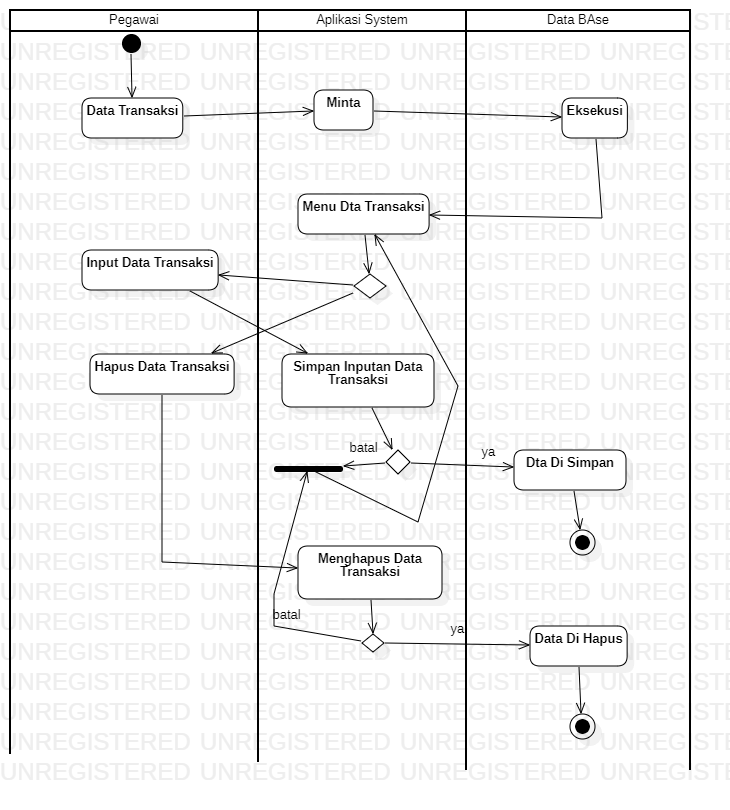 Pegawai
Aplikasi System
Data BAse
Data Transaksi
Minta
Eksekusi
Menu Dta Transaksi
Input Data Transaksi
Hapus Data Transaksi
Simpan Inputan Data
Transaksi
batal
ya
Dta Di Simpan
Menghapus Data
Transaksi
batal
ya
Data Di Hapus
UNREGISTERED